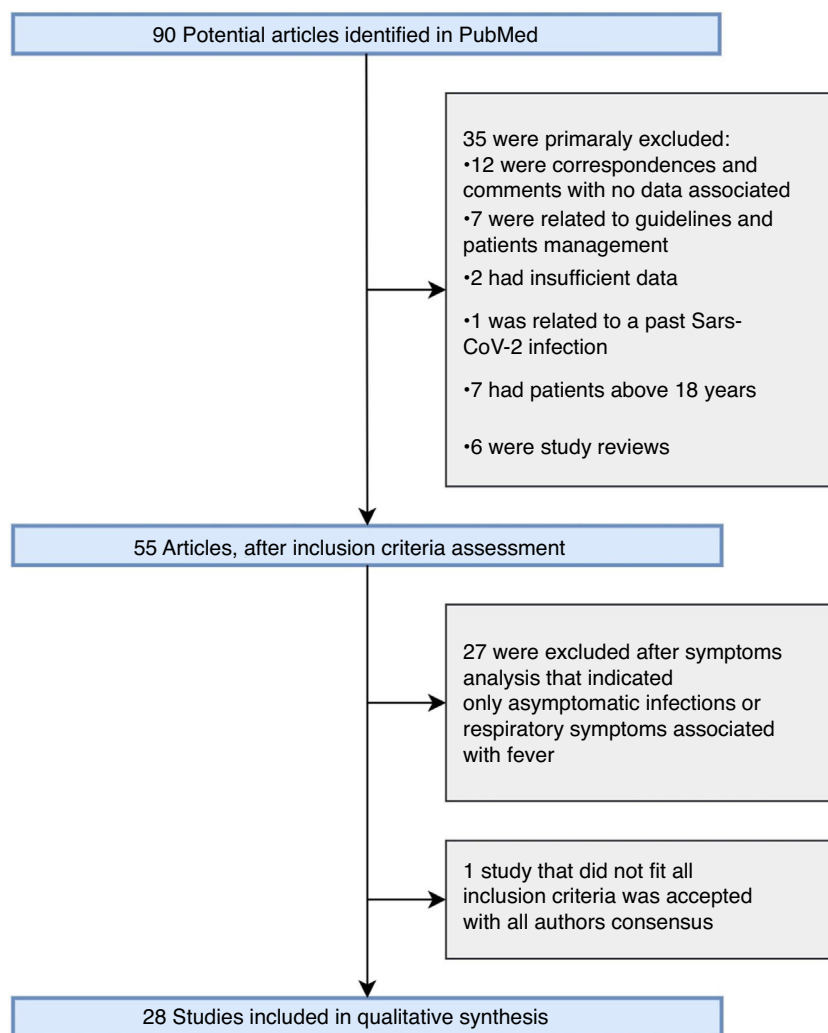 90 Potential articles identified in PubMed
35 were primaraly excluded:
•12 were correspondences and
comments with no data associated
•7 were related to guidelines and
patients management
•2 had insufficient data
•1 was related to a past Sars-
CoV-2 infection
•7 had patients above 18 years
•6 were study reviews
55 Articles, after inclusion criteria assessment
27 were excluded after symptoms
analysis that indicated
only asymptomatic infections or
respiratory symptoms associated
with fever
1 study that did not fit all
inclusion criteria was accepted
with all authors consensus
28 Studies included in qualitative synthesis